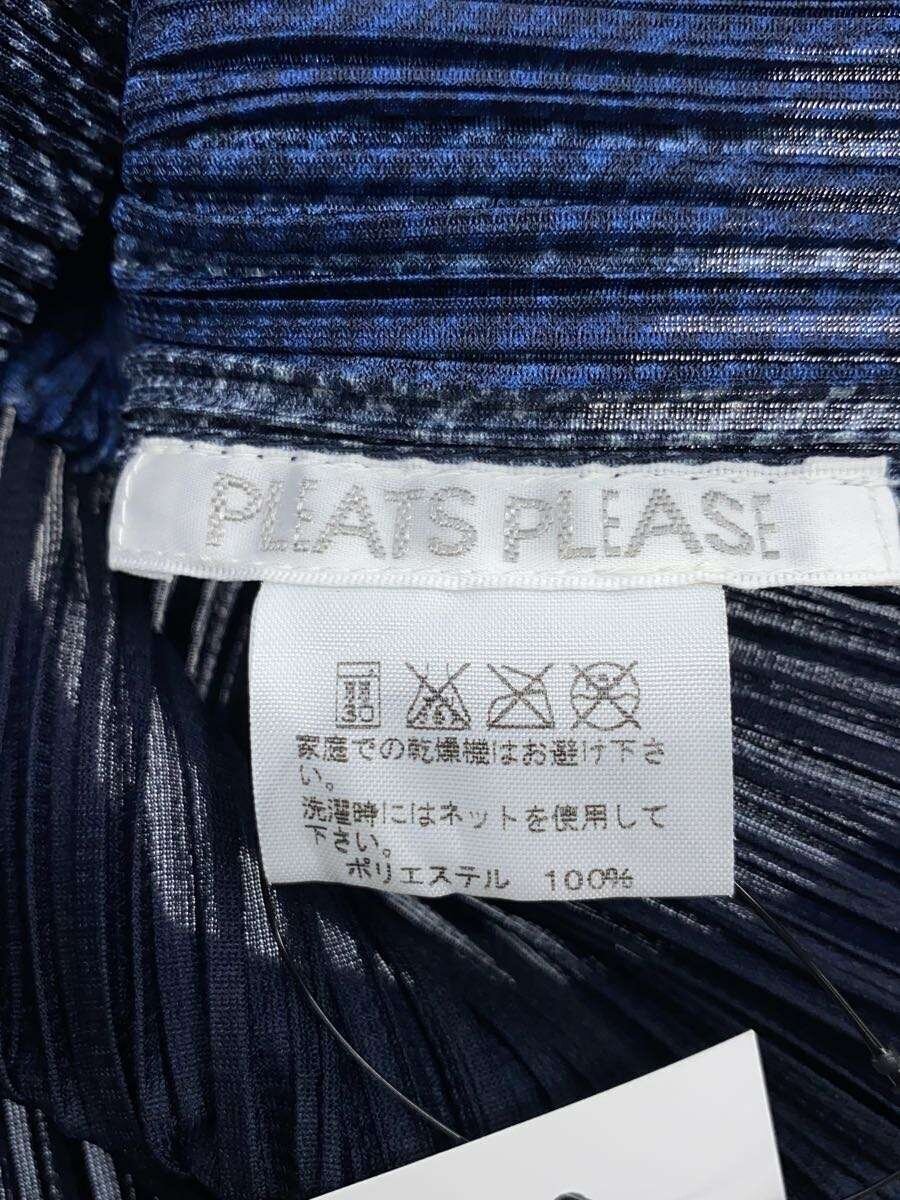 PLEATS PLEASE
30
家庭での乾燥機はお避け下さ
い。
洗濯時にはネットを使用して
下さい。
ポリエステル 100%